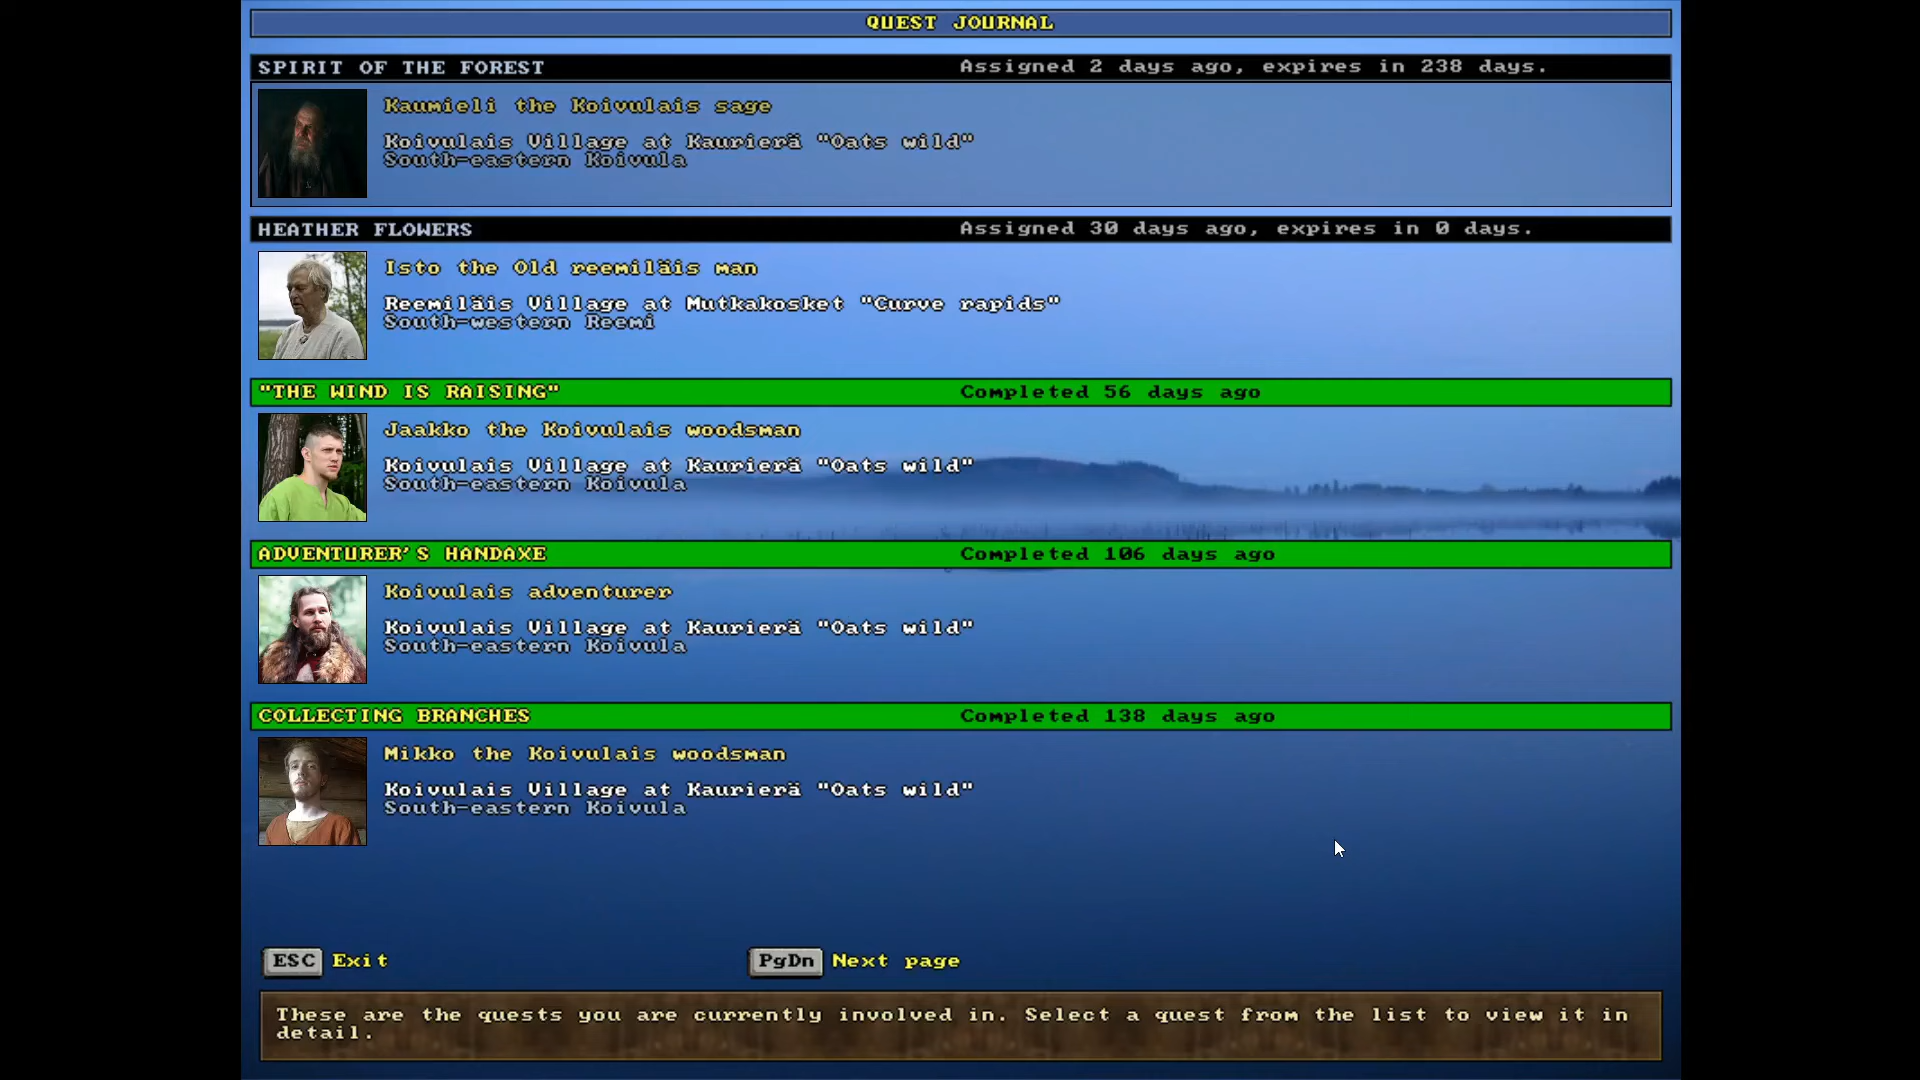 QUEST JOURNAL
SPIRIT OF THE FOREST Assigned 2 days ago, expires in 238 days.
Kaumieli the Koivulais sage
Koivulais Village at Kaurierä "Oats wild"
South-eastern Koivula
HEATHER FLOWERS Assigned 30 days ago, expires in 0 days.
Isto the Old reemiläis man
Reemiläis Village at Mutkakosket "Curve rapids"
South-western Reemi
"THE WIND IS RAISING" Completed 56 days ago
Jaakko the Koivulais woodsman
Koivulais Village at Kaurierä "Oats wild"
South-eastern Koivula
ADVENTURER'S HANDAXE Completed 106 days ago
Koivulais adventurer
Koivulais Village at Kaurierä "Oats wild"
South-eastern Koivula
COLLECTING BRANCHES Completed 138 days ago
Mikko the Koivulais woodsman
Koivulais Village at Kaurierä "Oats wild"
South-eastern Koivula
ESC Exit PgDn Next page
These are the quests you are currently involved in. Select a quest from the list to view it in
detail.